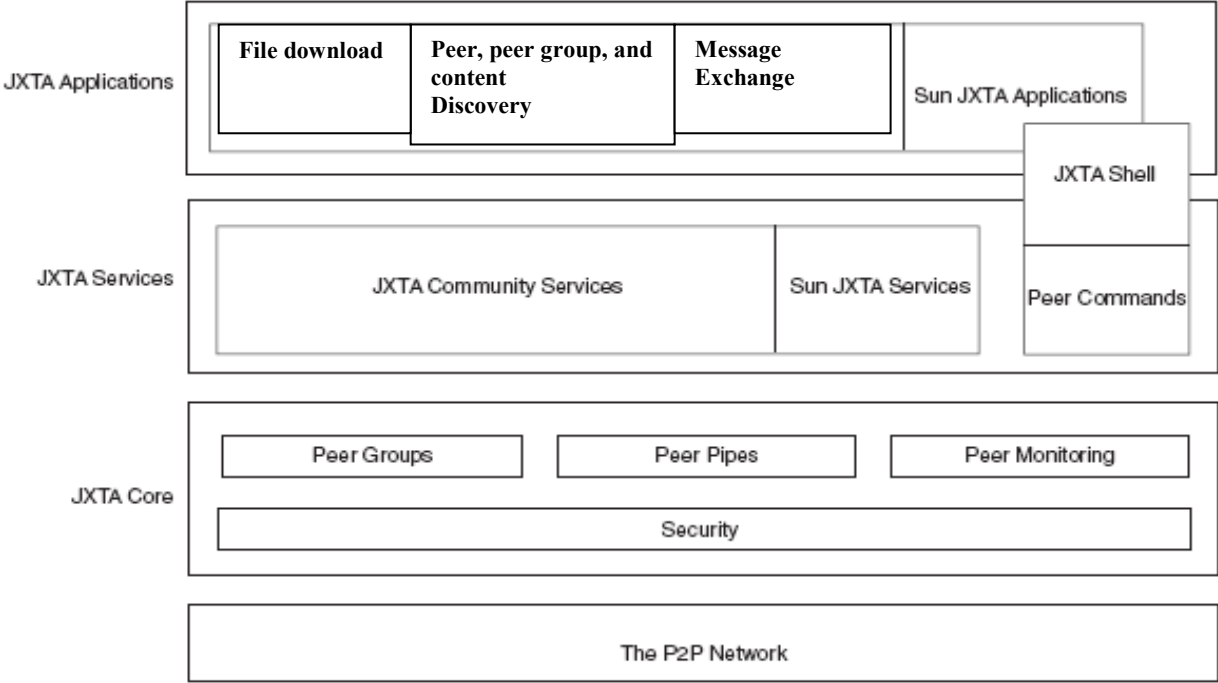 JXTA Applications
File download
Peer, peer group, and
content
Discovery
Message
Exchange
Sun JXTA Applications
JXTA Shell
JXTA Services
JXTA Community Services
Sun JXTA Services
Peer Commands
JXTA Core
Peer Groups
Peer Pipes
Peer Monitoring
Security
The P2P Network